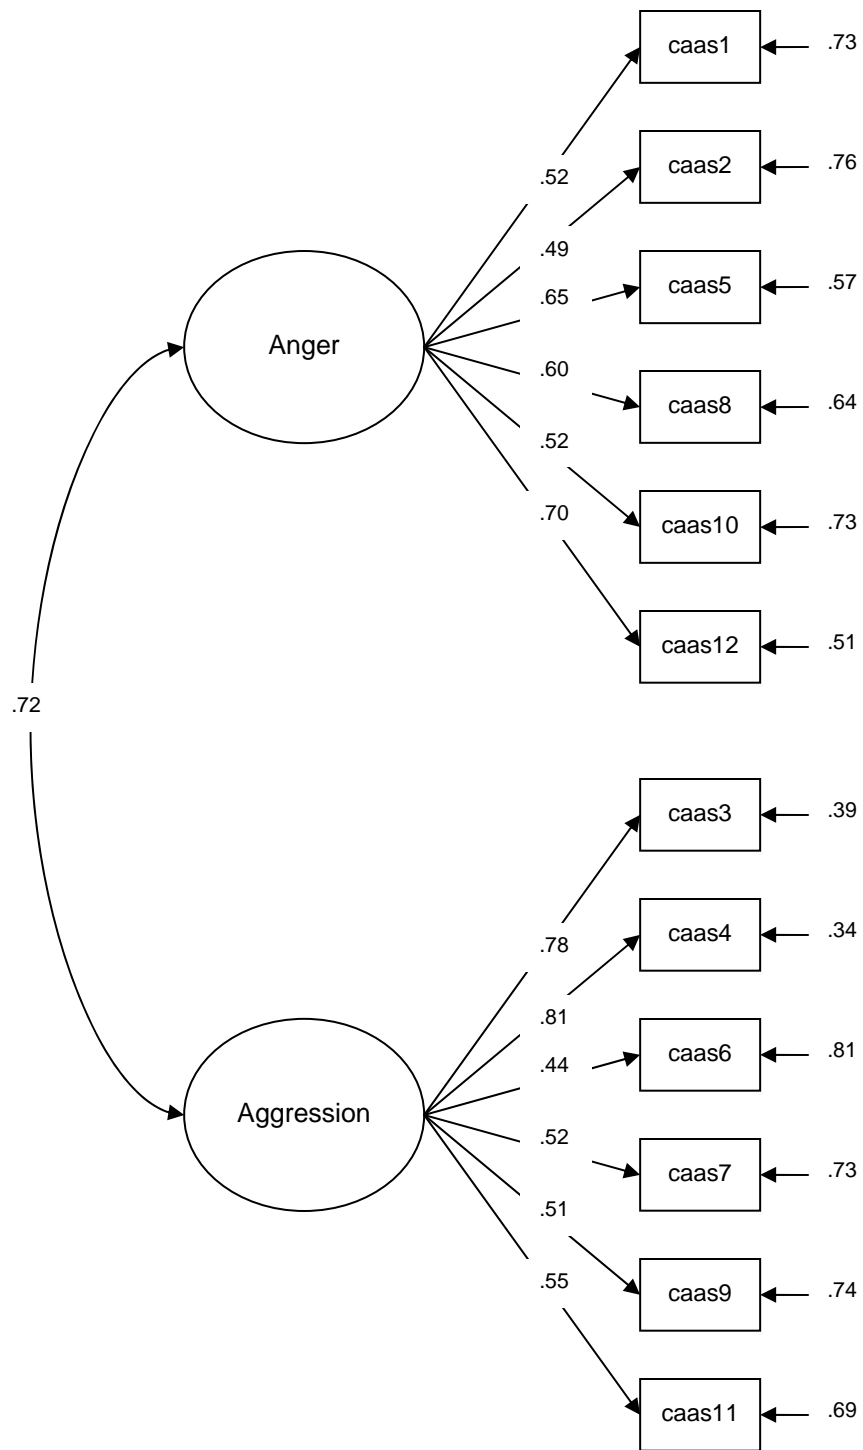 caas1 .73
.52
caas2 .76
.49
caas5 .57
.65
Anger
.60
caas8 .64
.52
.70
caas10 .73
caas12 .51
.72
caas3 .39
.78
caas4 .34
.81
.44
caas6 .81
Aggression
.52
caas7 .73
.51
.55
caas9 .74
caas11 .69